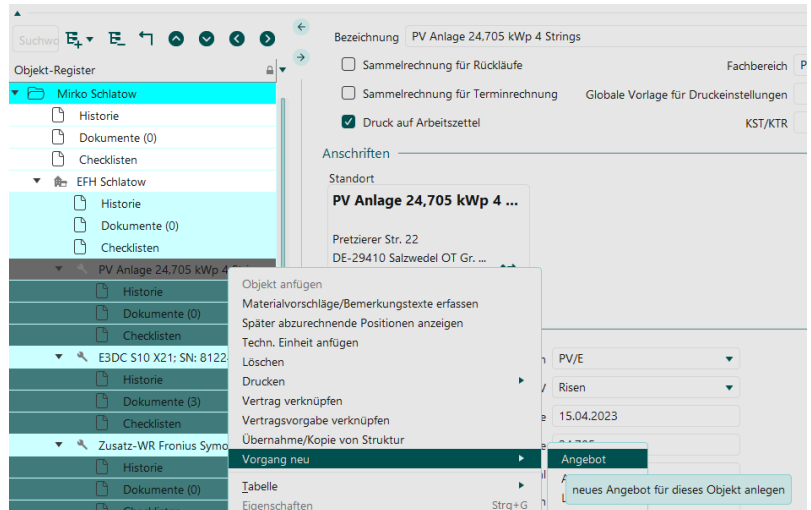 Suchwo
Bezeichnung PV Anlage 24,705 kWp 4 Strings
Objekt-Register
Sammelrechnung für Rückläufe Fachbereich P
Mirko Schlatow
Sammelrechnung für Terminrechnung Globale Vorlage für Druckeinstellungen
Historie
Druck auf Arbeitszettel KST/KTR
Dokumente (0)
Checklisten
Anschriften
EFH Schlatow
Standort
Historie
PV Anlage 24,705 kWp 4 ...
Dokumente (0)
Checklisten
Pretzierer Str. 22
DE-29410 Salzwedel OT Gr. ...
PV Anlage 24,705 kWp 4
Historie
Dokumente (0)
Checklisten
E3DC S10 X21; SN: 8122-
Historie
Dokumente (3)
Checklisten
Zusatz-WR Fronius Symo
Historie
Dokumente (0)
Checklisten
Objekt anfügen
Materialvorschläge/Bemerkungstexte erfassen
Später abzurechnende Positionen anzeigen
Techn. Einheit anfügen
Löschen
Drucken
Vertrag verknüpfen
Vertragsvorgabe verknüpfen
Übernahme/Kopie von Struktur
Vorgang neu
Tabelle
Eigenschaften Strg+G
PV/E
Risen
15.04.2023
Angebot
neues Angebot für dieses Objekt anlegen